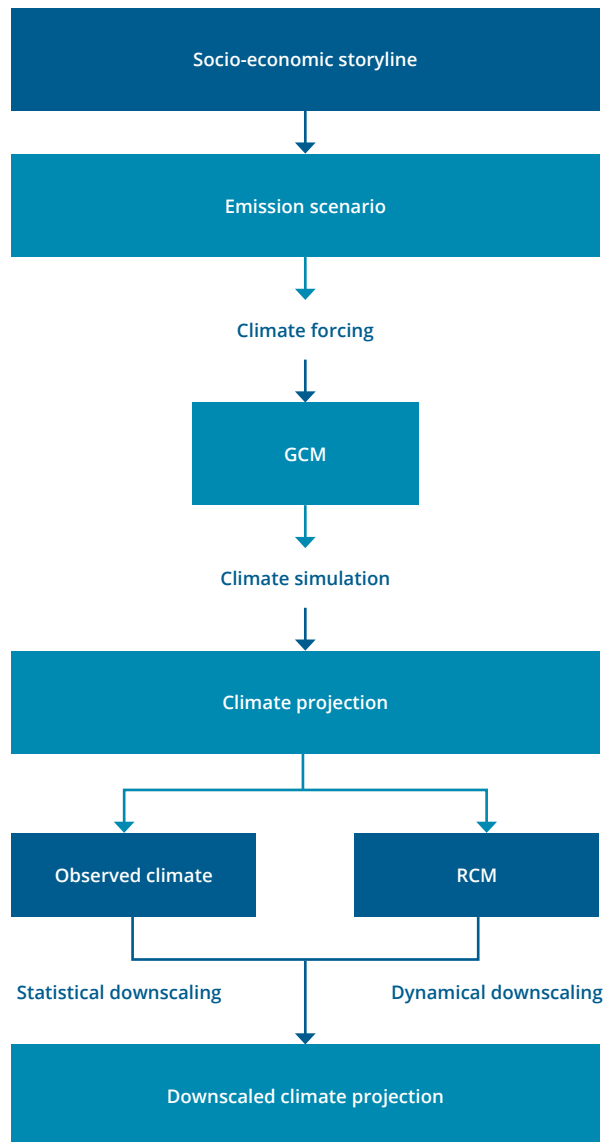 Socio-economic storyline
Emission scenario
Climate forcing
GCM
Climate simulation
Climate projection
Observed climate
RCM
Statistical downscaling
Dynamical downscaling
Downscaled climate projection